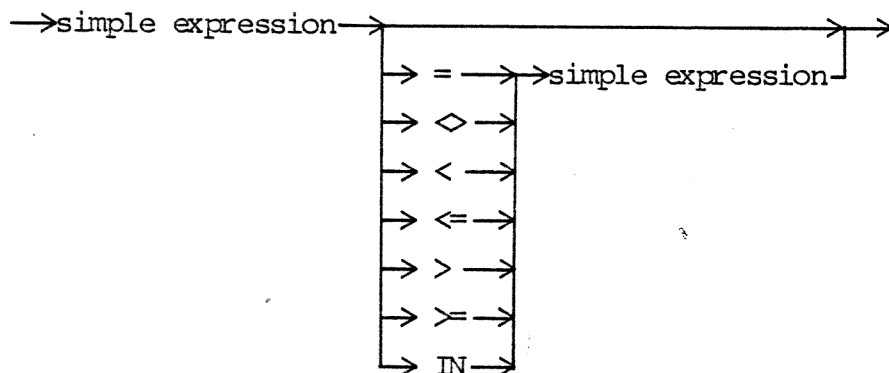 simple expression
= simple expression
<>
<
<=
>
>=
IN